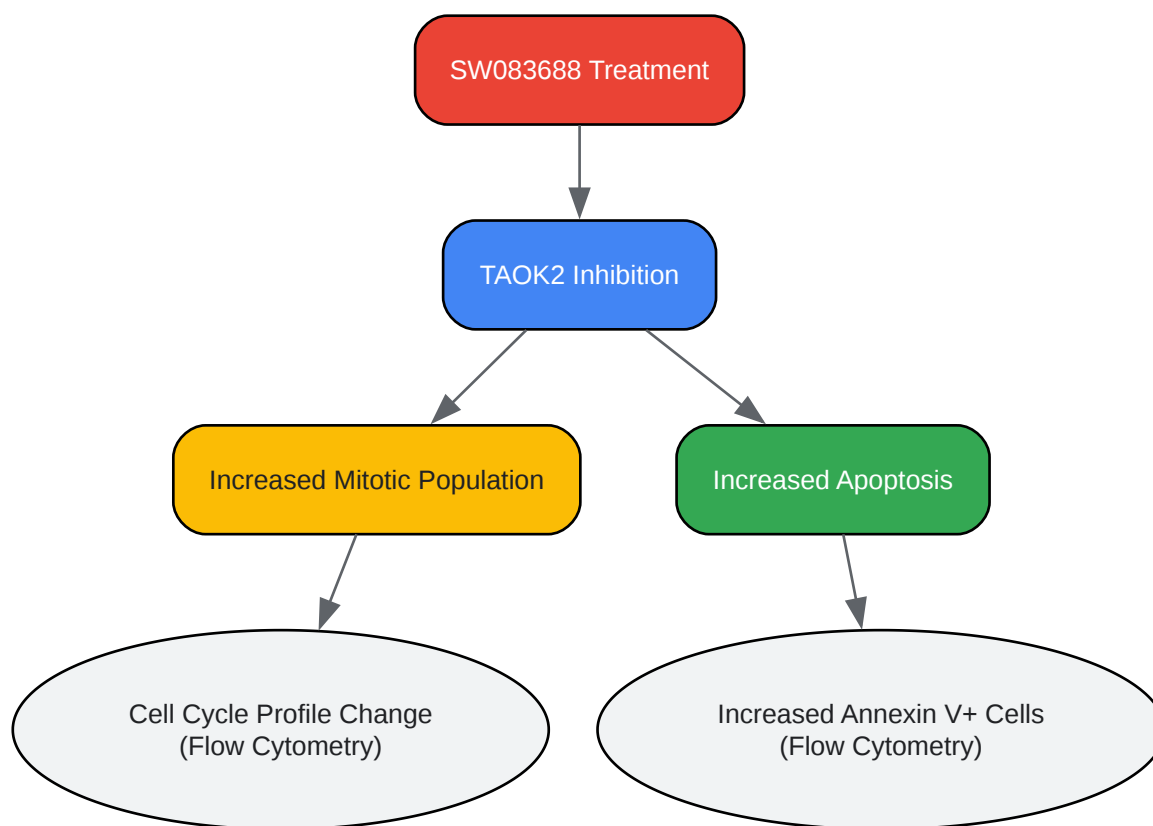 SW083688 Treatment
TAOK2 Inhibition
Increased Mitotic Population
Increased Apoptosis
Cell Cycle Profile Change
(Flow Cytometry)
Increased Annexin V+ Cells
(Flow Cytometry)